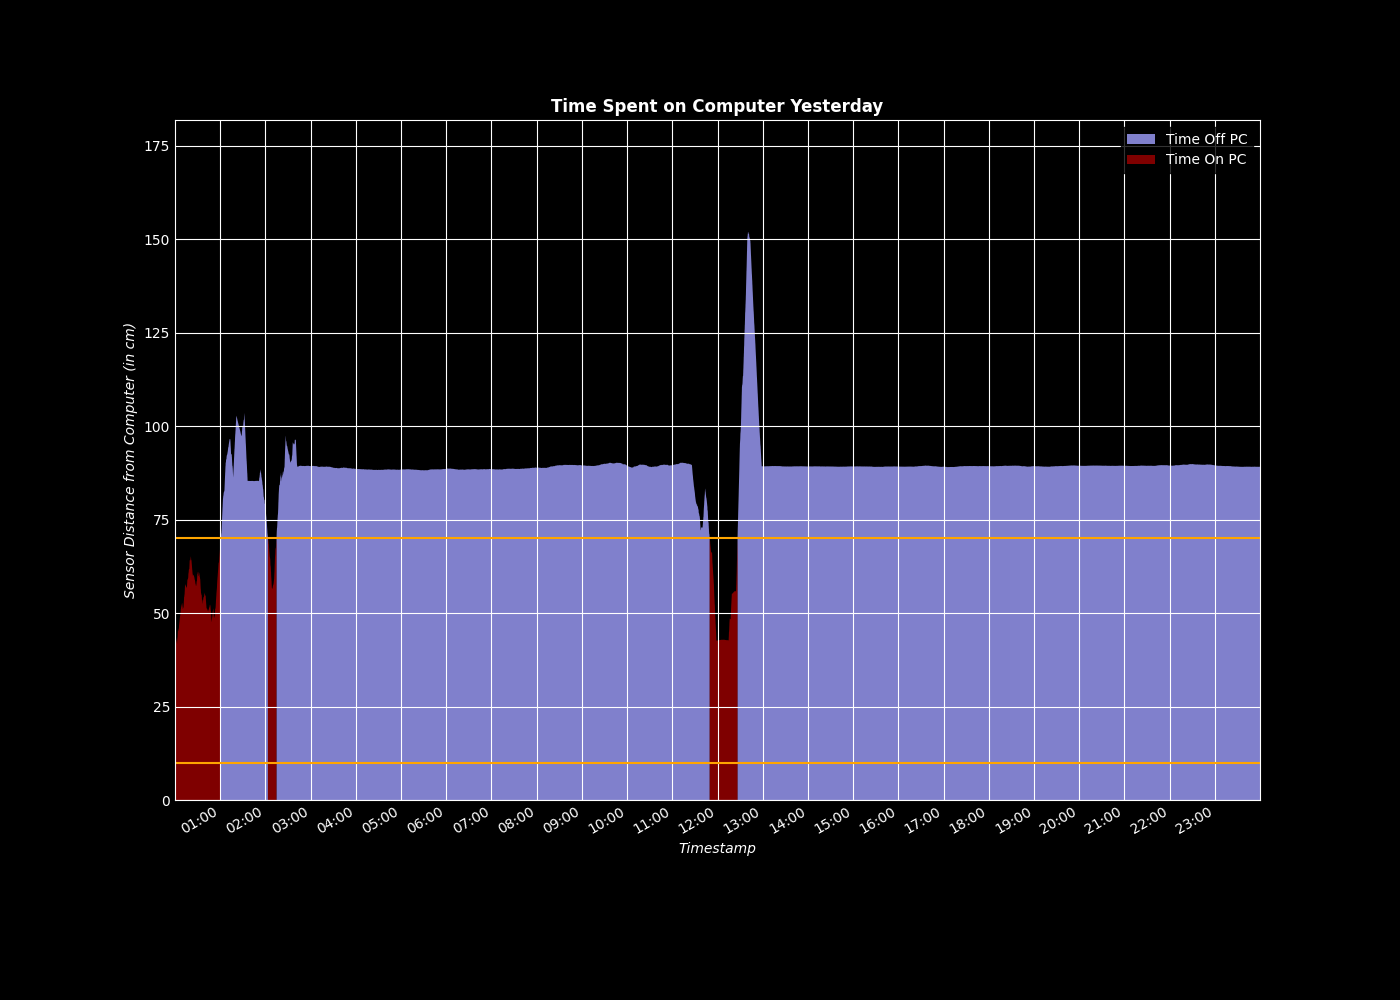 Time Spent on Computer Yesterday
Time Off PC
Time On PC
Sensor Distance from Computer (in cm)
175
150
125
100
75
50
25
0
01:00 02:00 03:00 04:00 05:00 06:00 07:00 08:00 09:00 10:00 11:00 12:00 13:00 14:00 15:00 16:00 17:00 18:00 19:00 20:00 21:00 22:00 23:00
Timestamp